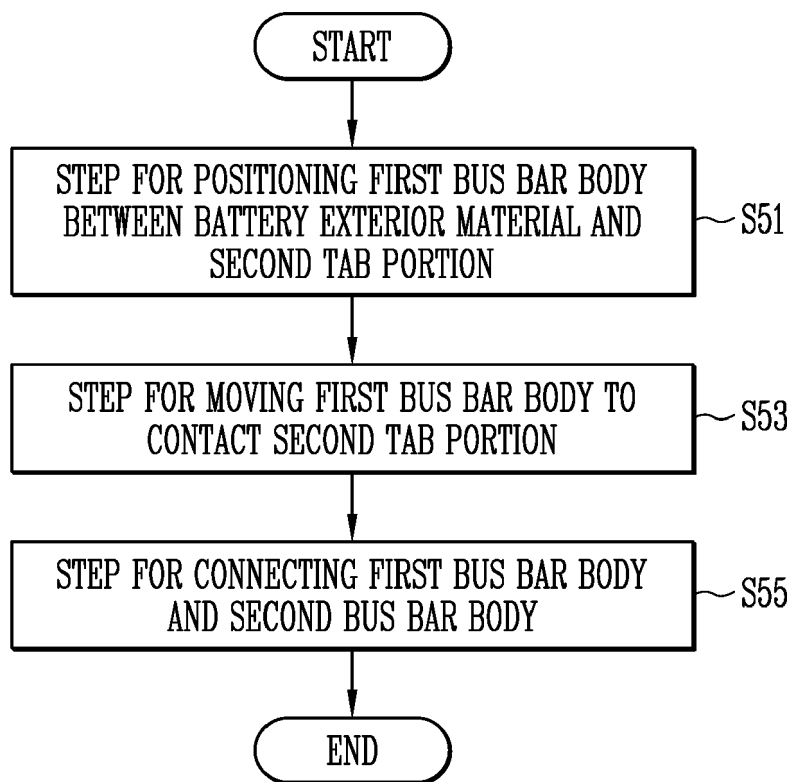 START
STEP FOR POSITIONING FIRST BUS BAR BODY
BETWEEN BATTERY EXTERIOR MATERIAL AND
SECOND TAB PORTION
S51
STEP FOR MOVING FIRST BUS BAR BODY TO
CONTACT SECOND TAB PORTION
S53
STEP FOR CONNECTING FIRST BUS BAR BODY
AND SECOND BUS BAR BODY
S55
END